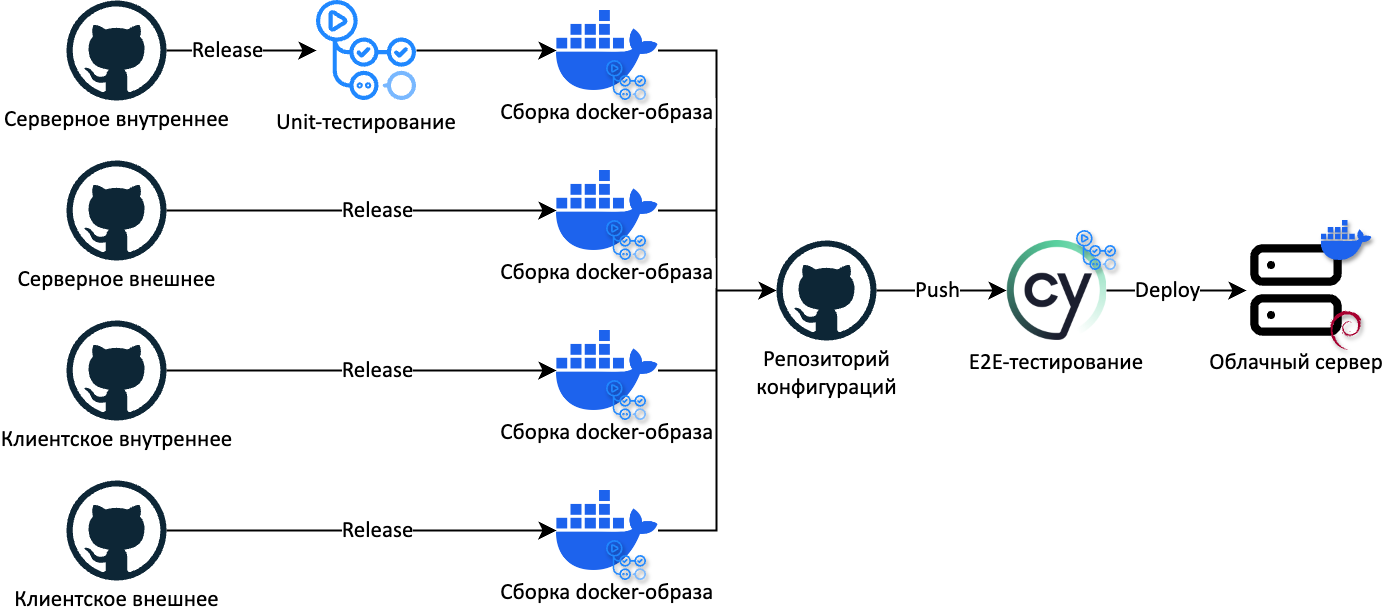 Release
Серверное внутреннее
Unit-тестирование
Сборка docker-образа
Release
Серверное внешнее
Сборка docker-образа
Release
Клиентское внутреннее
Сборка docker-образа
Release
Клиентское внешнее
Сборка docker-образа
Репозиторий
конфигураций
Push
cy
E2E-тестирование
Deploy
Облачный сервер